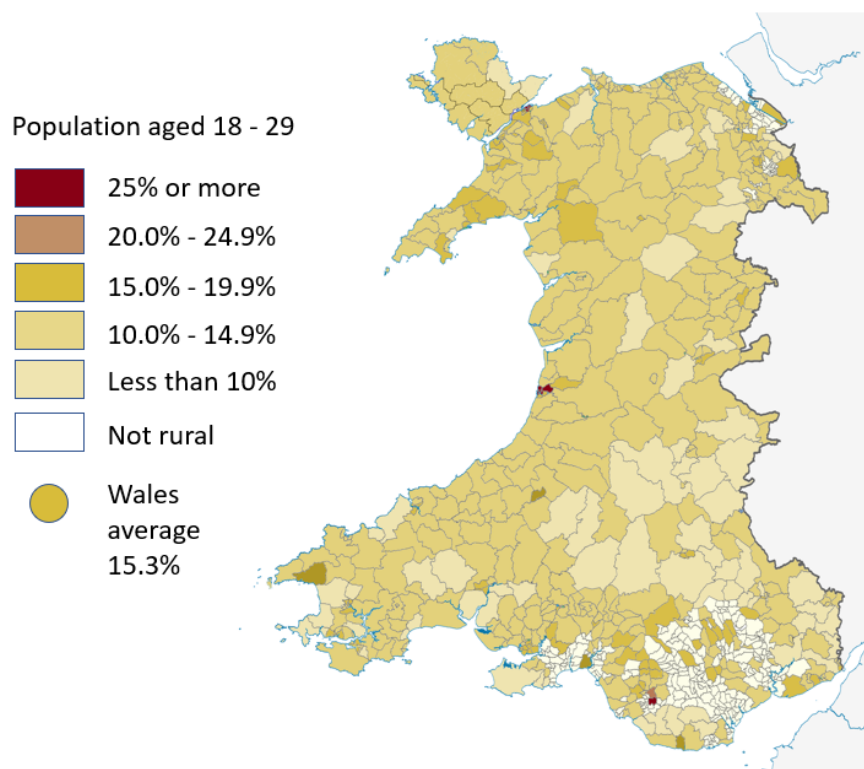 Population aged 18 - 29
25% or more
20.0% - 24.9%
15.0% - 19.9%
10.0% - 14.9%
Less than 10%
Not rural
Wales
average
15.3%